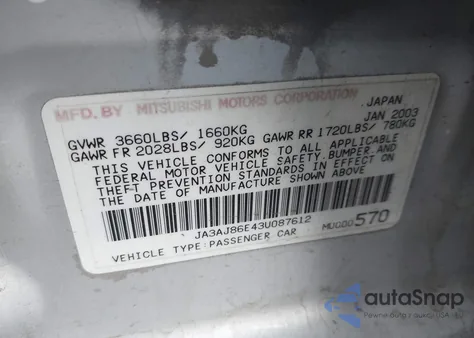 MFD. BY MITSUBISHI MOTORS CORPORATION JAPAN
GVWR 3660LBS/ 1660KG JAN 2003
GAWR FR 2028LBS/ 920KG GAWR RR 1720LBS/ 780KG
THIS VEHICLE CONFORMS TO ALL APPLICABLE
FEDERAL MOTOR VEHICLE SAFETY, BUMPER, AND
THEFT PREVENTION STANDARDS IN EFFECT ON
THE DATE OF MANUFACTURE SHOWN ABOVE.
JA3AJ86E43U087612
VEHICLE TYPE:PASSENGER CAR MU000570
autoSnap